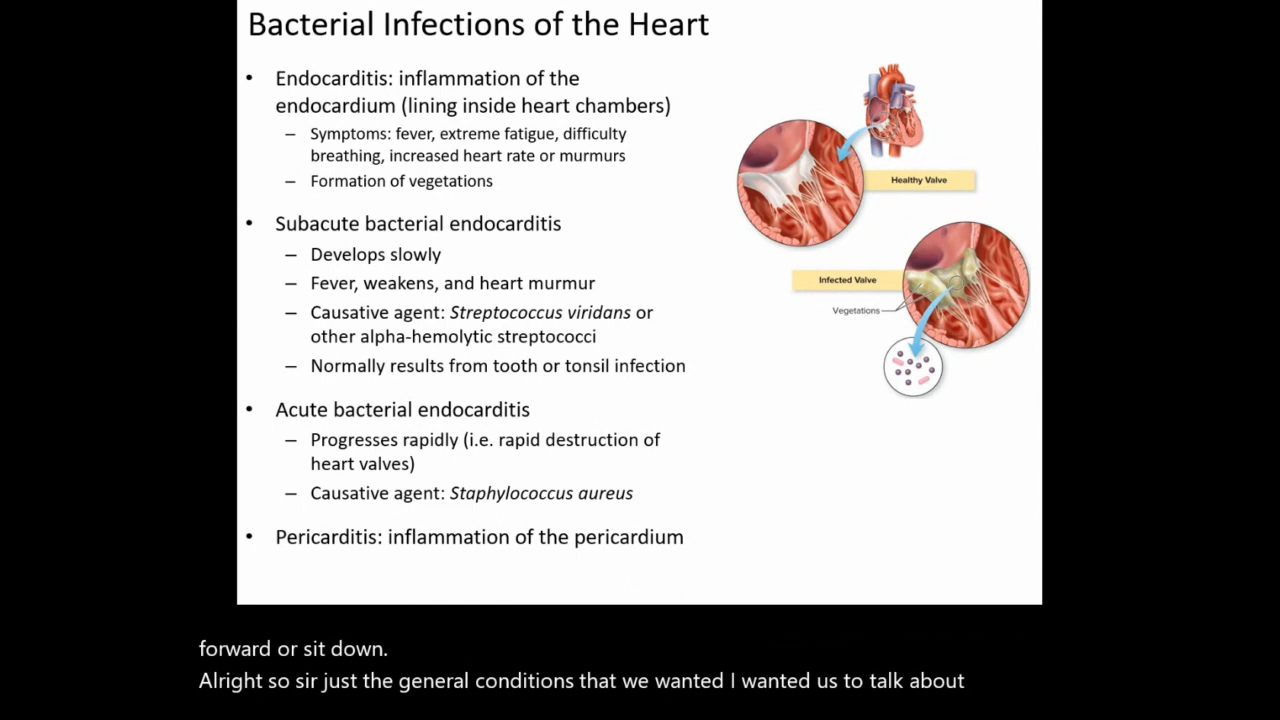 Bacterial Infections of the Heart
• Endocarditis: inflammation of the
endocardium (lining inside heart chambers)
– Symptoms: fever, extreme fatigue, difficulty
breathing, increased heart rate or murmurs
– Formation of vegetations
• Subacute bacterial endocarditis
– Develops slowly
– Fever, weakens, and heart murmur
– Causative agent: Streptococcus viridans or
other alpha-hemolytic streptococci
– Normally results from tooth or tonsil infection
• Acute bacterial endocarditis
– Progresses rapidly (i.e. rapid destruction of
heart valves)
– Causative agent: Staphylococcus aureus
• Pericarditis: inflammation of the pericardium
Healthy Valve
Infected Valve
Vegetations
forward or sit down.
Alright so sir just the general conditions that we wanted I wanted us to talk about